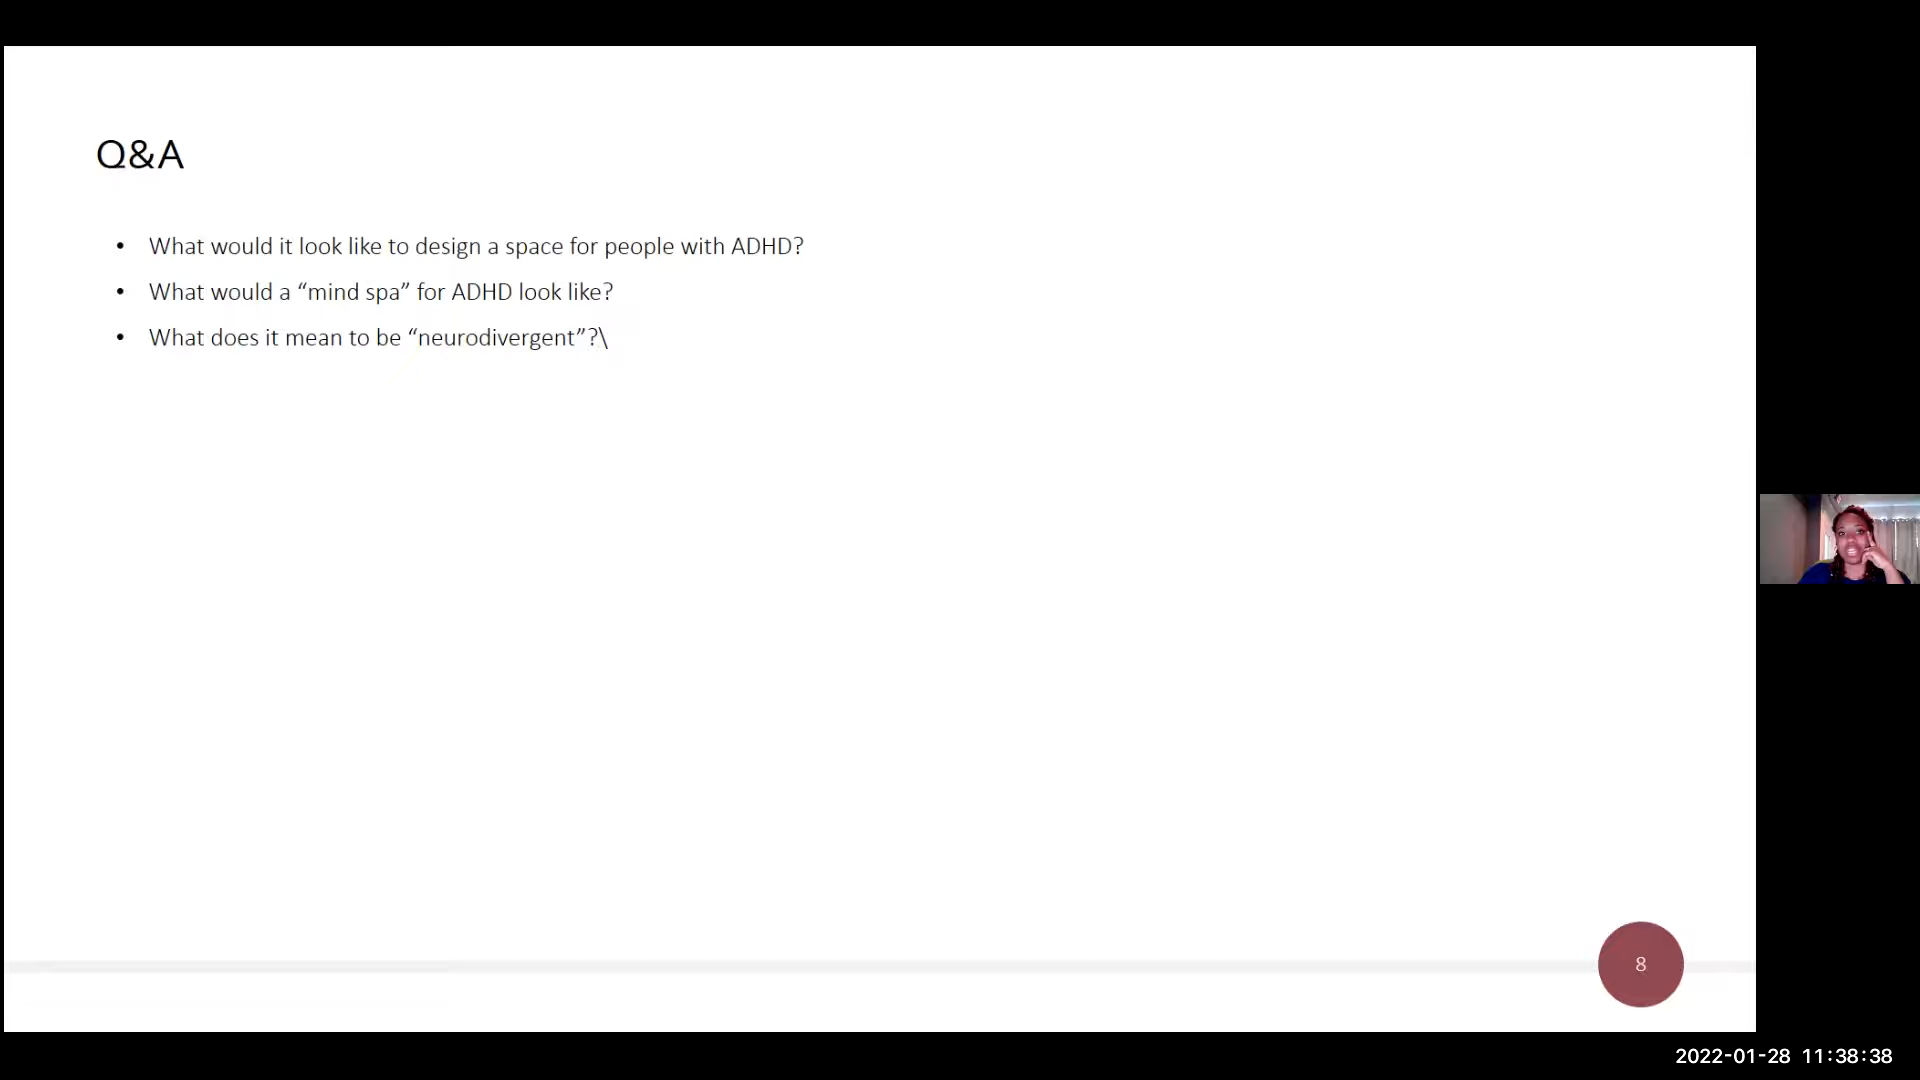 Q&A
• What would it look like to design a space for people with ADHD?
• What would a “mind spa” for ADHD look like?
• What does it mean to be “neurodivergent”?\
8
2022-01-28 11:38:38